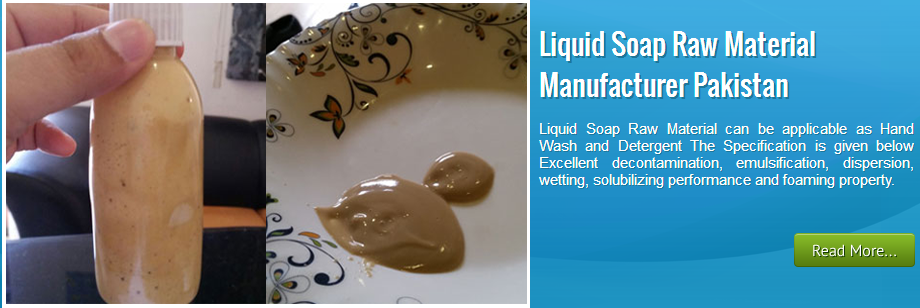 Liquid Soap Raw Material
Manufacturer Pakistan
Liquid Soap Raw Material can be applicable as Hand
Wash and Detergent The Specification is given below
Excellent decontamination, emulsification, dispersion,
wetting, solubilizing performance and foaming property.
Read More...